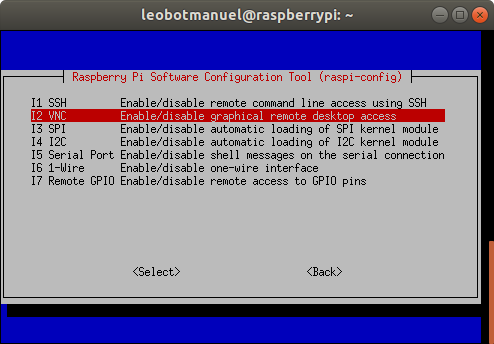 leobotmanuel@raspberrypi: ~
Raspberry Pi Software Configuration Tool (raspi-config)
I1 SSH Enable/disable remote command line access using SSH
I2 VNC Enable/disable graphical remote desktop access
I3 SPI Enable/disable automatic loading of SPI kernel module
I4 I2C Enable/disable automatic loading of I2C kernel module
I5 Serial Port Enable/disable shell messages on the serial connection
I6 1-Wire Enable/disable one-wire interface
I7 Remote GPIO Enable/disable remote access to GPIO pins
<Select> <Back>